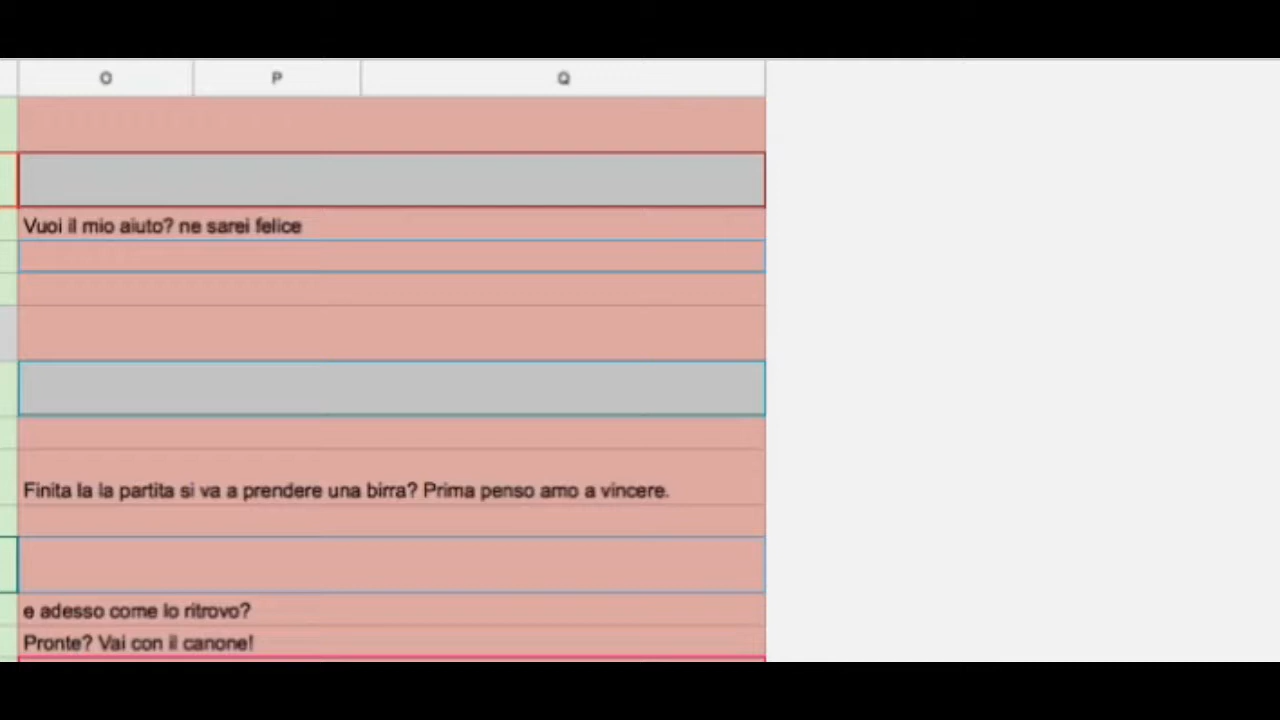 O P Q
Vuoi il mio aiuto? ne sarei felice
Finita la la partita si va a prendere una birra? Prima penso amo a vincere.
e adesso come lo ritrovo?
Pronte? Vai con il canone!